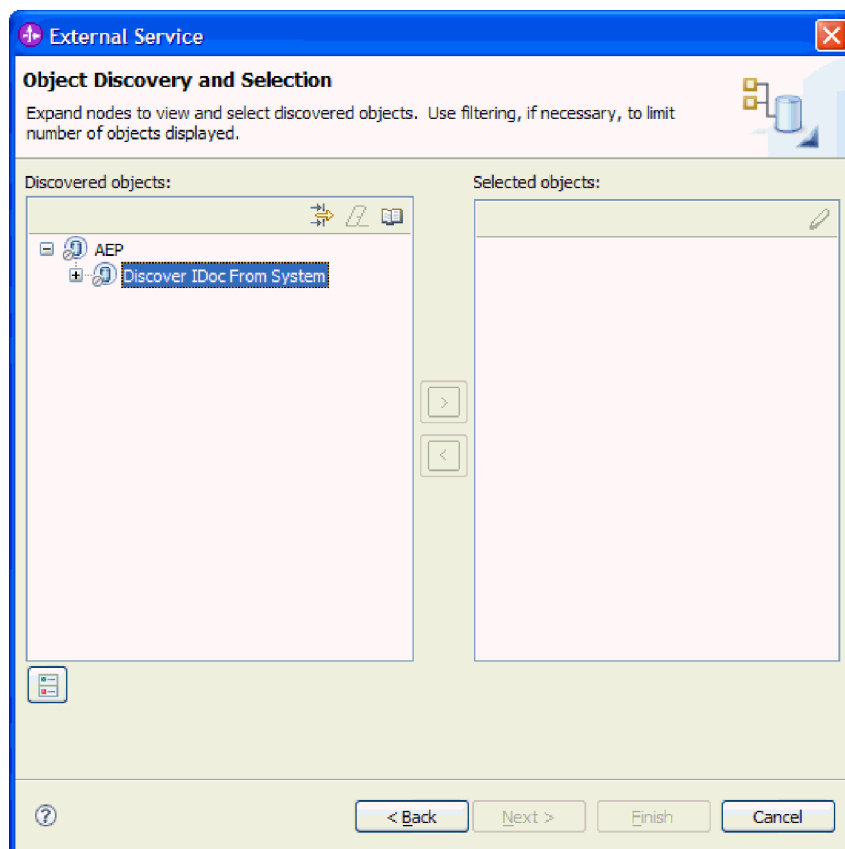 External Service
Object Discovery and Selection
Expand nodes to view and select discovered objects. Use filtering, if necessary, to limit
number of objects displayed.
Discovered objects:
Selected objects:
AEP
Discover IDoc From System
>
<
< Back
Next >
Finish
Cancel